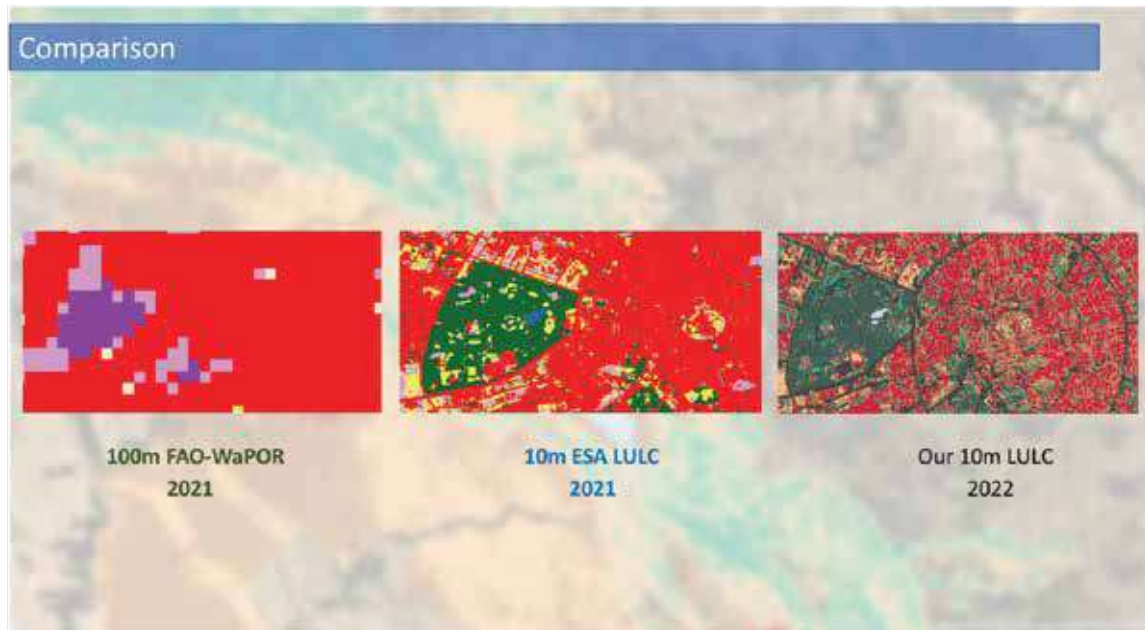 Comparison
100m FAO-WaPOR
2021
10m ESA LULC
2021
Our 10m LULC
2022